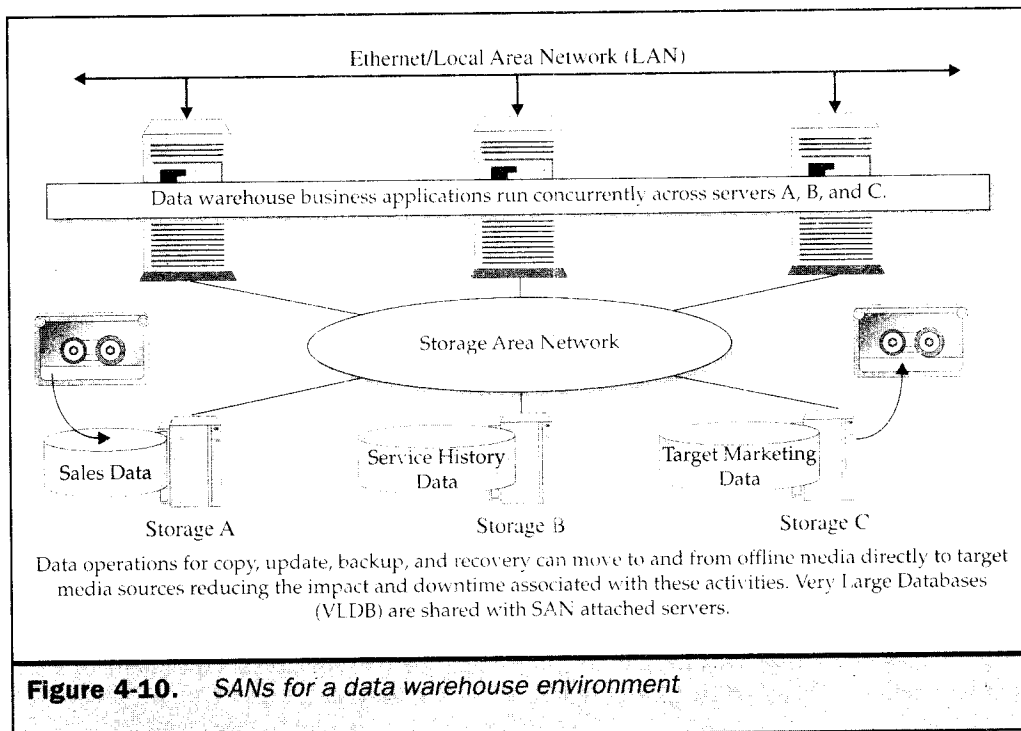 Ethernet/Local Area Network (LAN)
Data warehouse business applications run concurrently across servers A, B, and C.
Storage Area Network
Sales Data
Service History
Data
Target Marketing
Data
Storage A
Storage B
Storage C
Data operations for copy, update, backup, and recovery can move to and from offline media directly to target
media sources reducing the impact and downtime associated with these activities. Very Large Databases
(VLDB) are shared with SAN attached servers.
Figure 4-10. SANs for a data warehouse environment